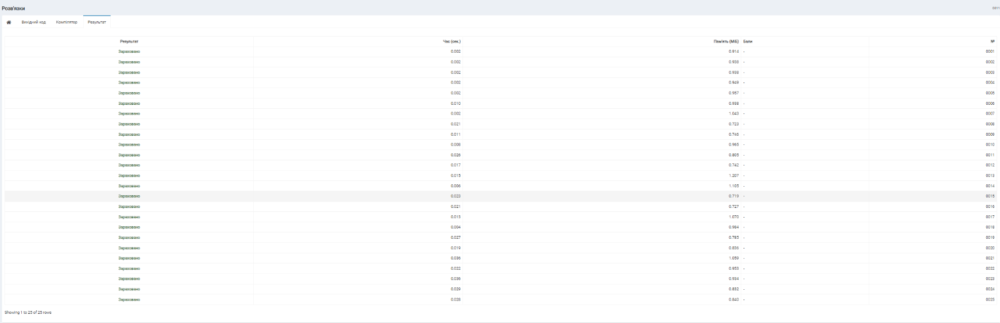 Розв'язки
0811
Вихідний код Компілятор Результат
Результат Час (сек.) Пам'ять (МіБ) Бали №
Зараховано 0.002 0.914 - 0001
Зараховано 0.002 0.938 - 0002
Зараховано 0.002 0.938 - 0003
Зараховано 0.002 0.949 - 0004
Зараховано 0.002 0.957 - 0005
Зараховано 0.010 0.938 - 0006
Зараховано 0.002 1.043 - 0007
Зараховано 0.021 0.723 - 0008
Зараховано 0.011 0.746 - 0009
Зараховано 0.008 0.965 - 0010
Зараховано 0.026 0.805 - 0011
Зараховано 0.017 0.742 - 0012
Зараховано 0.015 1.207 - 0013
Зараховано 0.006 1.105 - 0014
Зараховано 0.023 0.719 - 0015
Зараховано 0.021 0.727 - 0016
Зараховано 0.013 1.070 - 0017
Зараховано 0.004 0.984 - 0018
Зараховано 0.027 0.785 - 0019
Зараховано 0.019 0.836 - 0020
Зараховано 0.036 1.059 - 0021
Зараховано 0.022 0.953 - 0022
Зараховано 0.036 0.934 - 0023
Зараховано 0.029 0.832 - 0024
Зараховано 0.028 0.840 - 0025
Showing 1 to 25 of 25 rows